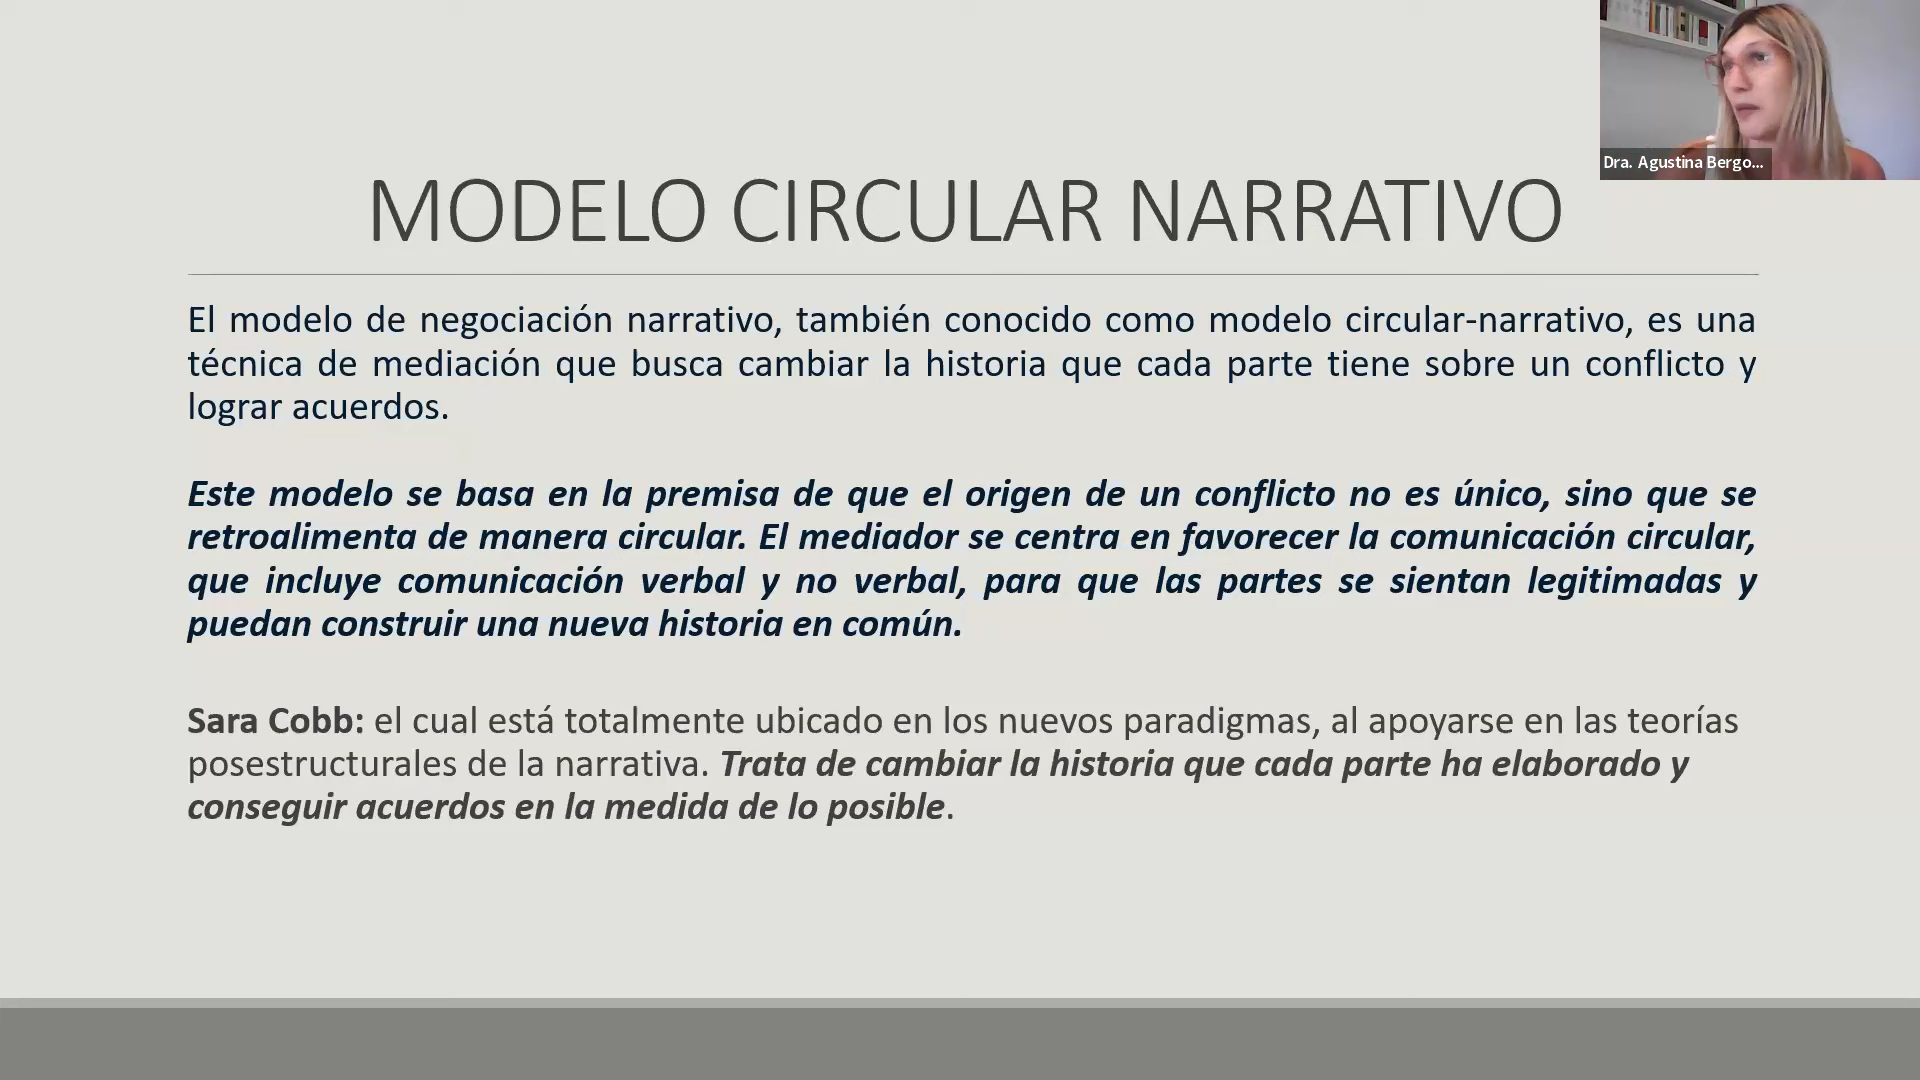 Dra. Agustina Bergo...
MODELO CIRCULAR NARRATIVO
El modelo de negociación narrativo, también conocido como modelo circular-narrativo, es una
técnica de mediación que busca cambiar la historia que cada parte tiene sobre un conflicto y
lograr acuerdos.
Este modelo se basa en la premisa de que el origen de un conflicto no es único, sino que se
retroalimenta de manera circular. El mediador se centra en favorecer la comunicación circular,
que incluye comunicación verbal y no verbal, para que las partes se sientan legitimadas y
puedan construir una nueva historia en común.
Sara Cobb: el cual está totalmente ubicado en los nuevos paradigmas, al apoyarse en las teorías
posestructurales de la narrativa. Trata de cambiar la historia que cada parte ha elaborado y
conseguir acuerdos en la medida de lo posible.